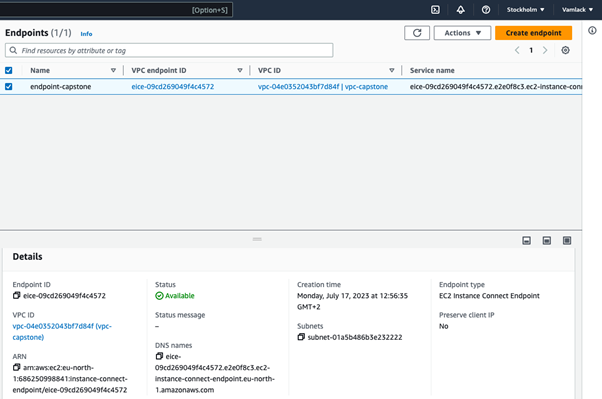 [Option+S]
Stockholm
Vamlack
Endpoints (1/1)
Info
Actions
Create endpoint
Find resources by attribute or tag
1
Name
VPC endpoint ID
VPC ID
Service name
endpoint-capstone
eice-09cd269049f4c4572
vpc-04e0352043bf7d84f | vpc-capstone
eice-09cd269049f4c4572.e2e0f8c3.ec2-instance-conn
Details
Endpoint ID
eice-09cd269049f4c4572
Status
Available
Creation time
Monday, July 17, 2023 at 12:56:35
GMT+2
Endpoint type
EC2 Instance Connect Endpoint
VPC ID
vpc-04e0352043bf7d84f (vpc-
capstone)
Status message
–
Subnets
subnet-01a5b486b3e232222
Preserve client IP
No
ARN
arn:aws:ec2:eu-north-
1:686250998841:instance-connect-
endpoint/eice-09cd269049f4c4572
DNS names
eice-
09cd269049f4c4572.e2e0f8c3.ec2-
instance-connect-endpoint.eu-north-
1.amazonaws.com